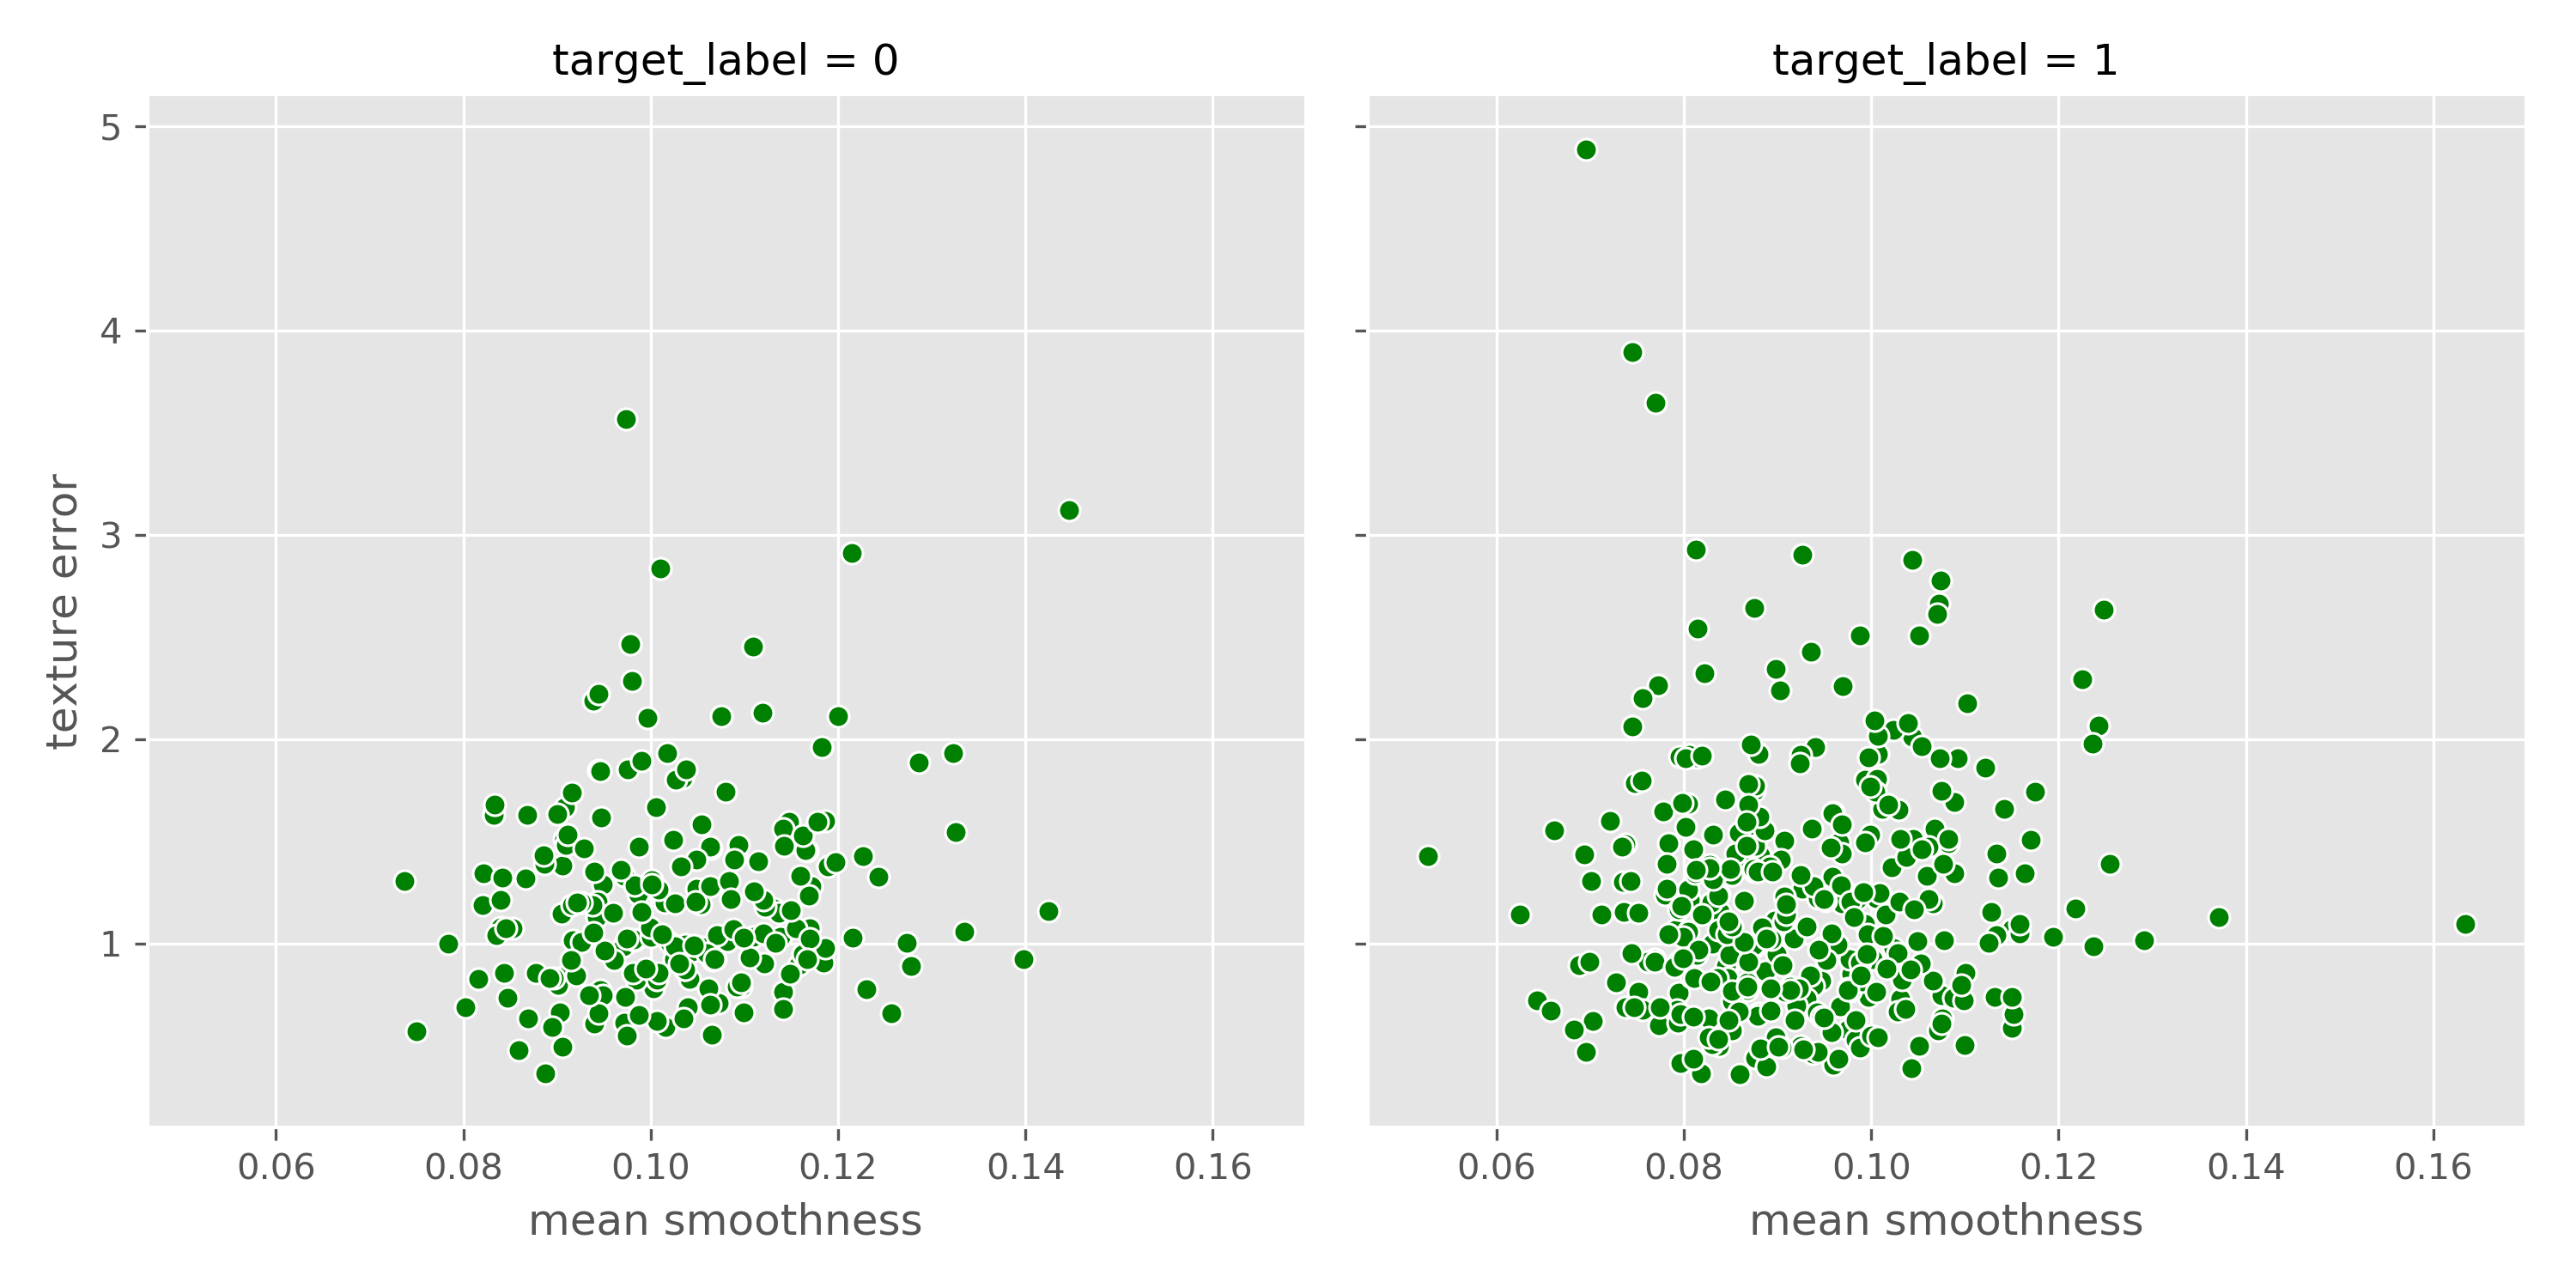 target_label = 0
target_label = 1
5
4
3
2
1
texture error
0.06 0.08 0.10 0.12 0.14 0.16
0.06 0.08 0.10 0.12 0.14 0.16
mean smoothness
mean smoothness